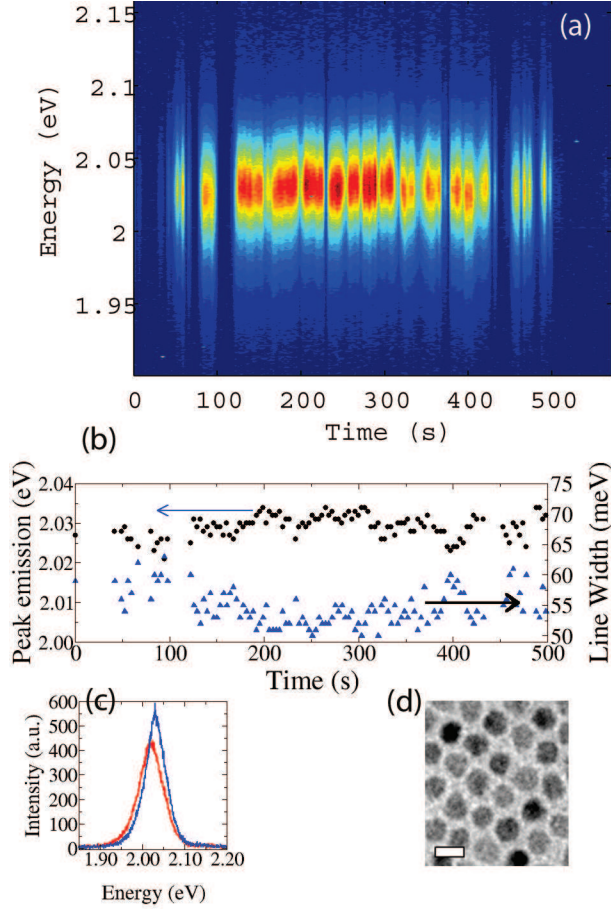 (a)
2.15
2.1
2.05
2
1.95
Energy (eV)
0 100 200 300 400 500
Time (s)
(b)
2.04
2.03
2.02
2.01
2.00
Peak emission (eV)
75
70
65
60
55
50
Line Width (meV)
0 100 200 300 400 500
Time (s)
(c)
600
500
400
300
200
100
0
Intensity (a.u.)
1.90 2.00 2.10 2.20
Energy (eV)
(d)